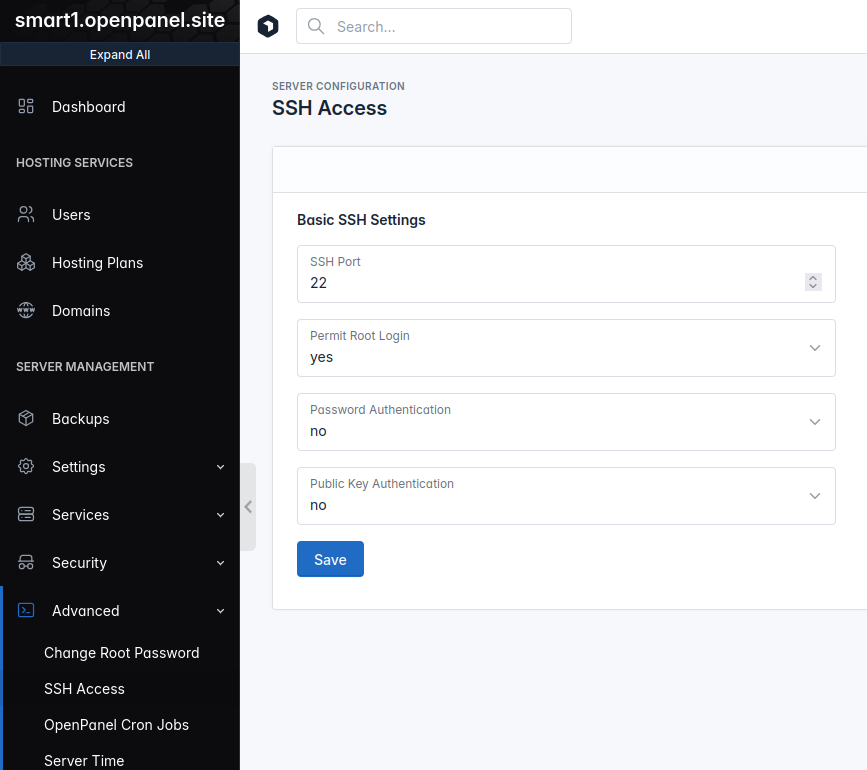 smart1.openpanel.site
Expand All
Dashboard
HOSTING SERVICES
Users
Hosting Plans
Domains
SERVER MANAGEMENT
Backups
Settings
Services
Security
Advanced
Change Root Password
SSH Access
OpenPanel Cron Jobs
Server Time
Search...
SERVER CONFIGURATION
SSH Access
Basic SSH Settings
SSH Port
22
Permit Root Login
yes
Password Authentication
no
Public Key Authentication
no
Save